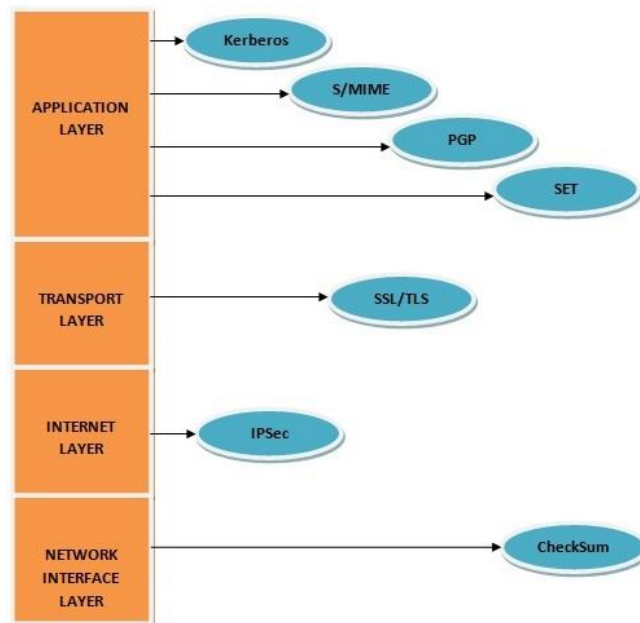 APPLICATION
LAYER
Kerberos
S/MIME
PGP
SET
TRANSPORT
LAYER
SSL/TLS
INTERNET
LAYER
IPSec
NETWORK
INTERFACE
LAYER
CheckSum